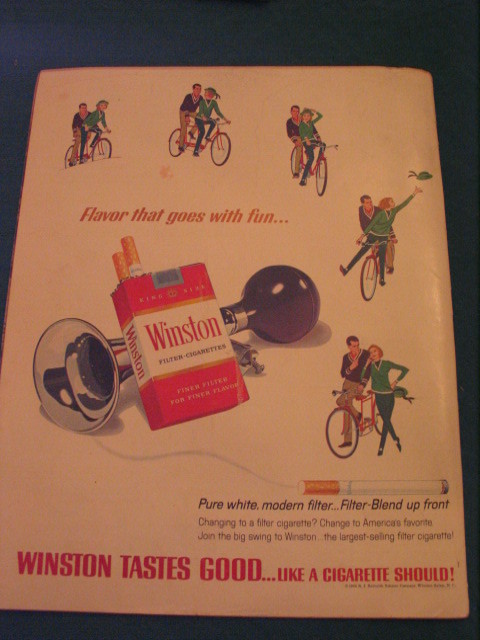 Flavor that goes with fun...
KING SIZE
Winston
Winston
FILTER-CIGARETTES
FINER FILTER
FOR FINER FLAVOR
Pure white, modern filter...Filter-Blend up front
Changing to a filter cigarette? Change to America's favorite.
Join the big swing to Winston...the largest-selling filter cigarette!
WINSTON TASTES GOOD...LIKE A CIGARETTE SHOULD!